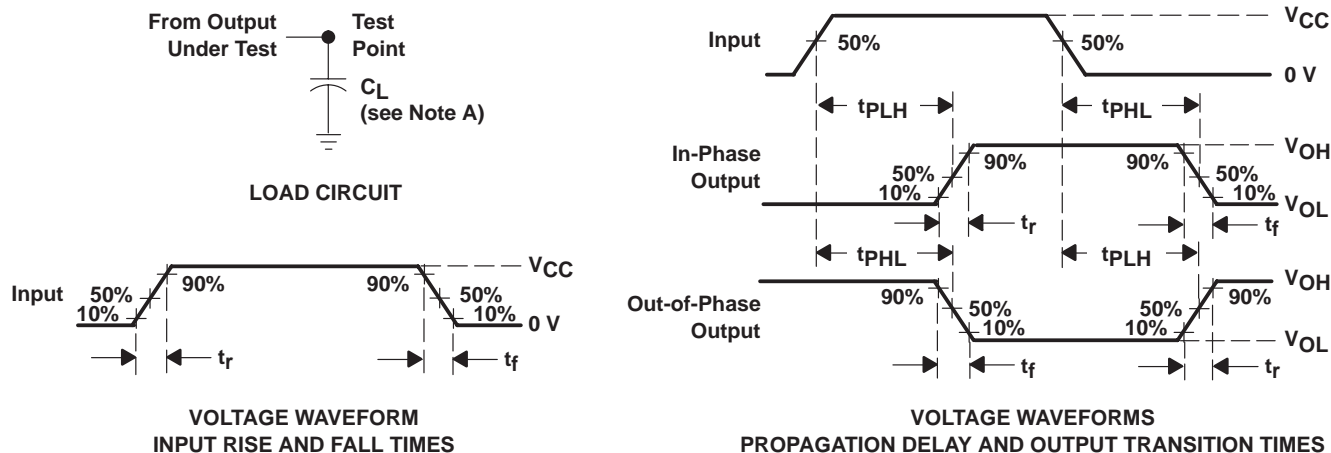 From Output
Under Test
Test
Point
CL
(see Note A)
LOAD CIRCUIT
Input
50%
10%
90%
90%
50%
10%
VCC
0 V
tr
tf
VOLTAGE WAVEFORM
INPUT RISE AND FALL TIMES
Input
50%
50%
VCC
0 V
tPLH
tPHL
In-Phase
Output
50%
10%
90%
90%
50%
10%
VOH
VOL
tr
tf
tPHL
tPLH
Out-of-Phase
Output
90%
50%
10%
50%
10%
90%
VOH
VOL
tf
tr
VOLTAGE WAVEFORMS
PROPAGATION DELAY AND OUTPUT TRANSITION TIMES